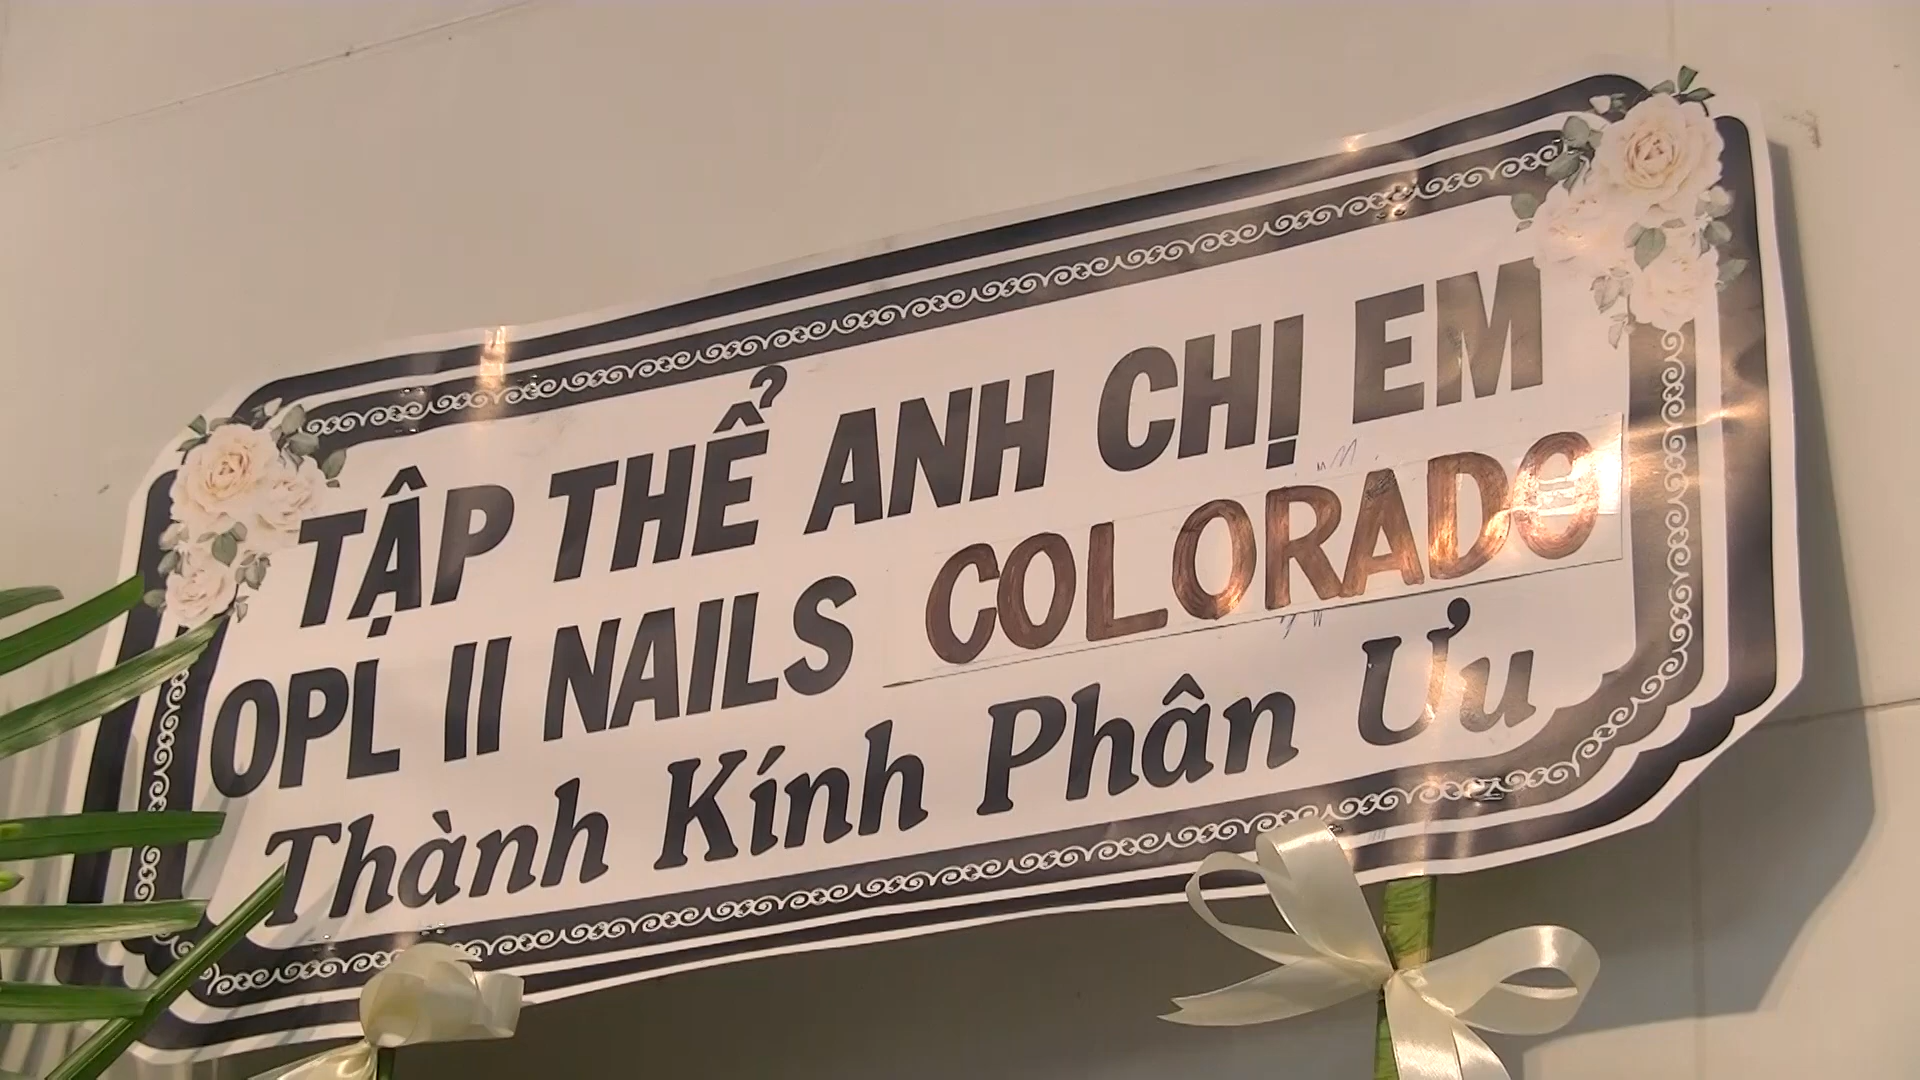 TẬP THỂ ANH CHỊ EM
OPL II NAILS COLORADO
Thành Kính Phân Ưu